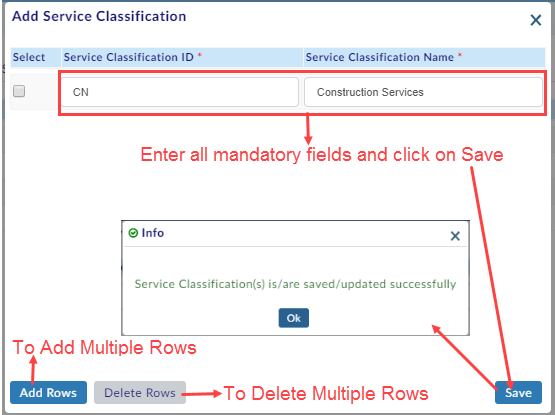 Add Service Classification
Select Service Classification ID * Service Classification Name *
CN Construction Services
Enter all mandatory fields and click on Save
Info
Service Classification(s) is/are saved/updated successfully
Ok
To Add Multiple Rows
Add Rows Delete Rows To Delete Multiple Rows Save